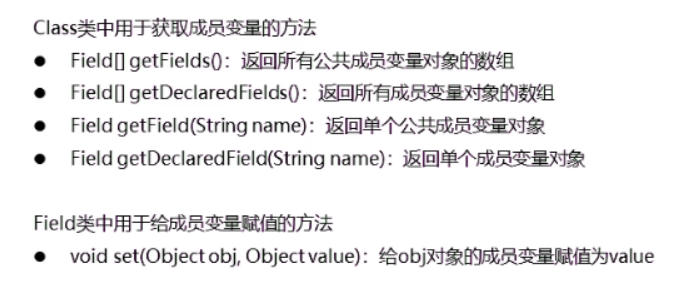 Class类中用于获取成员变量的方法
● Field[] getFields()：返回所有公共成员变量对象的数组
● Field[] getDeclaredFields()：返回所有成员变量对象的数组
● Field getField(String name)：返回单个公共成员变量对象
● Field getDeclaredField(String name)：返回单个成员变量对象
Field类中用于给成员变量赋值的方法
● void set(Object obj, Object value)：给obj对象的成员变量赋值为value